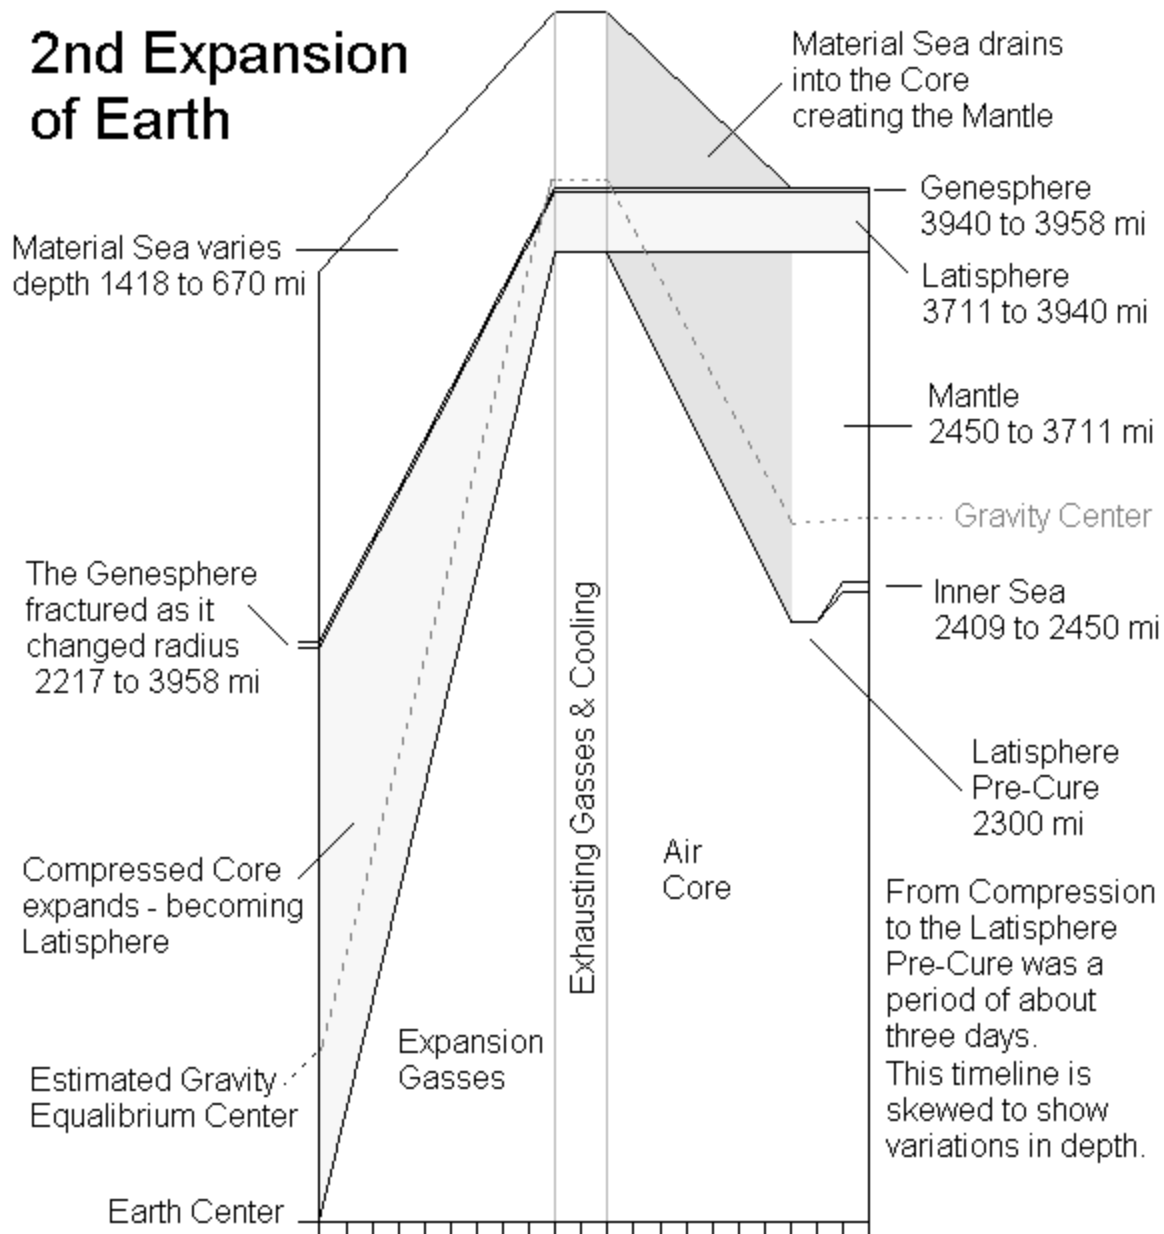 2nd Expansion
of Earth
Material Sea drains
into the Core
creating the Mantle
Genesphere
3940 to 3958 mi
Material Sea varies
depth 1418 to 670 mi
Latisphere
3711 to 3940 mi
Mantle
2450 to 3711 mi
Gravity Center
The Genesphere
fractured as it
changed radius
2217 to 3958 mi
Inner Sea
2409 to 2450 mi
Exhausting Gasses & Cooling
Latisphere
Pre-Cure
2300 mi
Air
Core
Compressed Core
expands - becoming
Latisphere
From Compression
to the Latisphere
Pre-Cure was a
period of about
three days.
This timeline is
skewed to show
variations in depth.
Expansion
Gasses
Estimated Gravity
Equalibrium Center
Earth Center